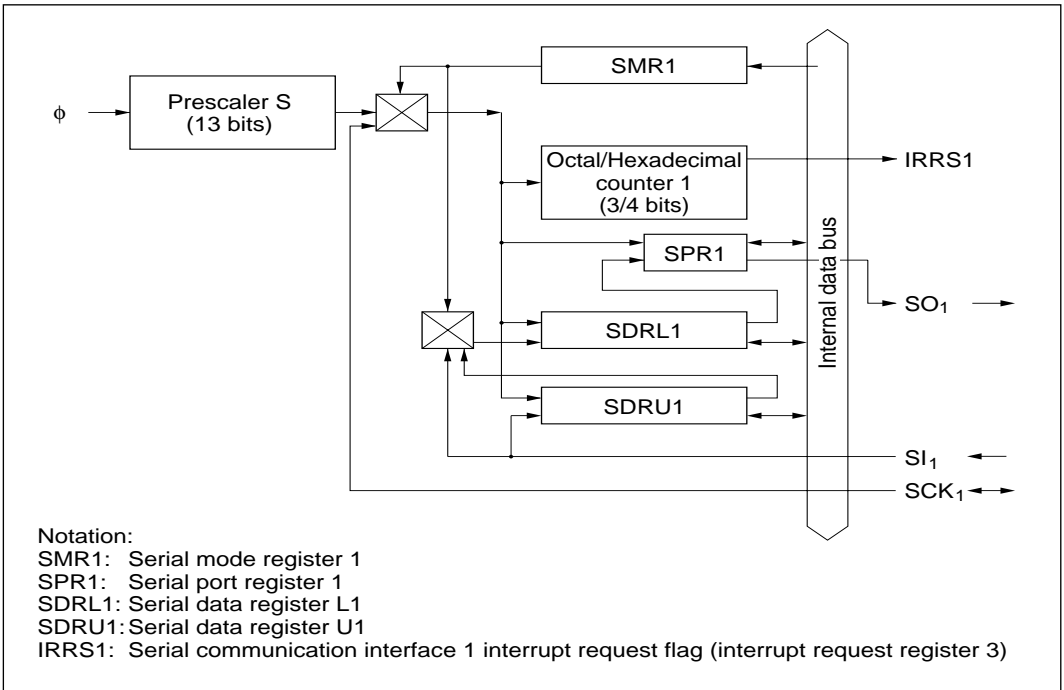 SMR1
ϕ
Prescaler S
(13 bits)
Octal/Hexadecimal
counter 1
(3/4 bits)
IRRS1
SPR1
Internal data bus
SO1
SDRL1
SDRU1
SI1
SCK1
Notation:
SMR1: Serial mode register 1
SPR1: Serial port register 1
SDRL1: Serial data register L1
SDRU1: Serial data register U1
IRRS1: Serial communication interface 1 interrupt request flag (interrupt request register 3)